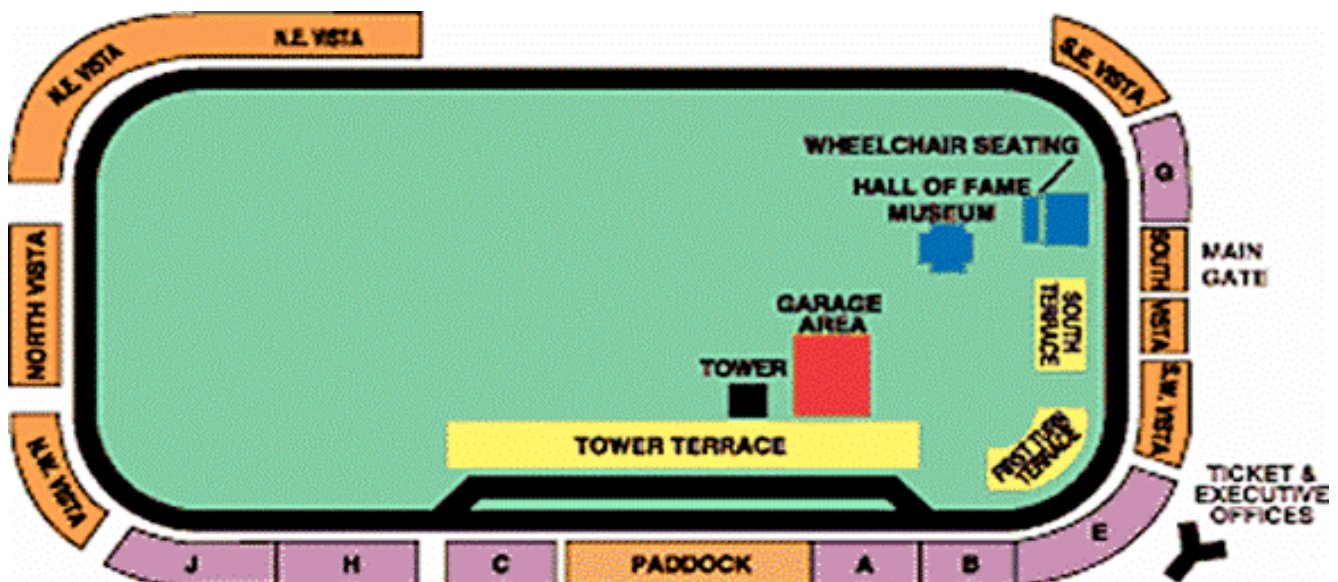 N.E. VISTA
N.E. VISTA
S.E. VISTA
WHEELCHAIR SEATING
G
HALL OF FAME
MUSEUM
SOUTH
VISTA
MAIN
GATE
NORTH VISTA
SOUTH
TERRACE
GARAGE
AREA
TOWER
S.W. VISTA
TOWER TERRACE
FIRST TURN
TERRACE
N.W. VISTA
TICKET &
EXECUTIVE
OFFICES
J
H
C
PADDOCK
A
B
E